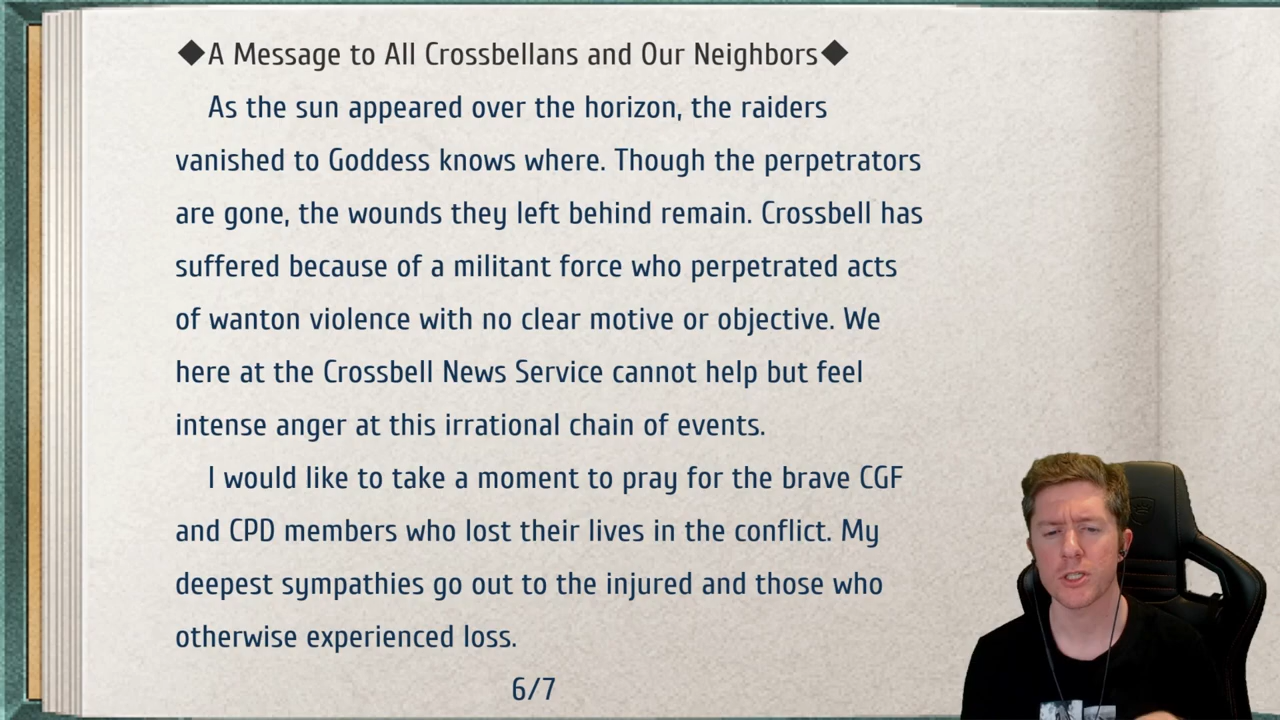 ◆A Message to All Crossbellans and Our Neighbors◆
As the sun appeared over the horizon, the raiders
vanished to Goddess knows where. Though the perpetrators
are gone, the wounds they left behind remain. Crossbell has
suffered because of a militant force who perpetrated acts
of wanton violence with no clear motive or objective. We
here at the Crossbell News Service cannot help but feel
intense anger at this irrational chain of events.
I would like to take a moment to pray for the brave CGF
and CPD members who lost their lives in the conflict. My
deepest sympathies go out to the injured and those who
otherwise experienced loss.
6/7